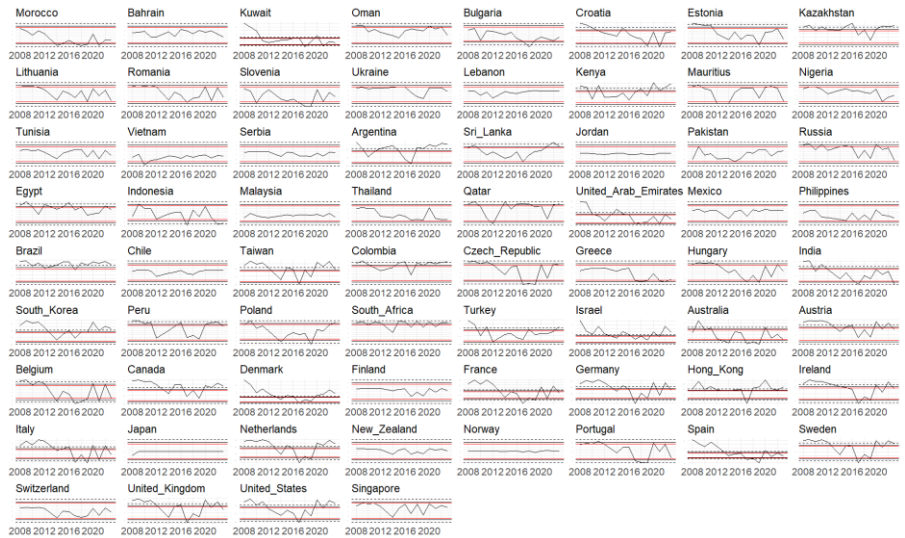 Morocco Bahrain Kuwait Oman Bulgaria Croatia Estonia Kazakhstan
2008 2012 2016 2020 2008 2012 2016 2020 2008 2012 2016 2020 2008 2012 2016 2020 2008 2012 2016 2020 2008 2012 2016 2020 2008 2012 2016 2020 2008 2012 2016 2020
Lithuania Romania Slovenia Ukraine Lebanon Kenya Mauritius Nigeria
2008 2012 2016 2020 2008 2012 2016 2020 2008 2012 2016 2020 2008 2012 2016 2020 2008 2012 2016 2020 2008 2012 2016 2020 2008 2012 2016 2020 2008 2012 2016 2020
Tunisia Vietnam Serbia Argentina Sri_Lanka Jordan Pakistan Russia
2008 2012 2016 2020 2008 2012 2016 2020 2008 2012 2016 2020 2008 2012 2016 2020 2008 2012 2016 2020 2008 2012 2016 2020 2008 2012 2016 2020 2008 2012 2016 2020
Egypt Indonesia Malaysia Thailand Qatar United_Arab_Emirates Mexico Philippines
2008 2012 2016 2020 2008 2012 2016 2020 2008 2012 2016 2020 2008 2012 2016 2020 2008 2012 2016 2020 2008 2012 2016 2020 2008 2012 2016 2020 2008 2012 2016 2020
Brazil Chile Taiwan Colombia Czech_Republic Greece Hungary India
2008 2012 2016 2020 2008 2012 2016 2020 2008 2012 2016 2020 2008 2012 2016 2020 2008 2012 2016 2020 2008 2012 2016 2020 2008 2012 2016 2020 2008 2012 2016 2020
South_Korea Peru Poland South_Africa Turkey Israel Australia Austria
2008 2012 2016 2020 2008 2012 2016 2020 2008 2012 2016 2020 2008 2012 2016 2020 2008 2012 2016 2020 2008 2012 2016 2020 2008 2012 2016 2020 2008 2012 2016 2020
Belgium Canada Denmark Finland France Germany Hong_Kong Ireland
2008 2012 2016 2020 2008 2012 2016 2020 2008 2012 2016 2020 2008 2012 2016 2020 2008 2012 2016 2020 2008 2012 2016 2020 2008 2012 2016 2020 2008 2012 2016 2020
Italy Japan Netherlands New_Zealand Norway Portugal Spain Sweden
2008 2012 2016 2020 2008 2012 2016 2020 2008 2012 2016 2020 2008 2012 2016 2020 2008 2012 2016 2020 2008 2012 2016 2020 2008 2012 2016 2020 2008 2012 2016 2020
Switzerland United_Kingdom United_States Singapore
2008 2012 2016 2020 2008 2012 2016 2020 2008 2012 2016 2020 2008 2012 2016 2020